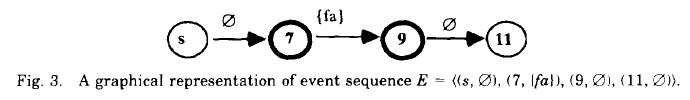 ∅ {fa} ∅
s 7 9 11
Fig. 3. A graphical representation of event sequence E = ⟨(s, ∅), (7, {fa}), (9, ∅), (11, ∅)⟩.